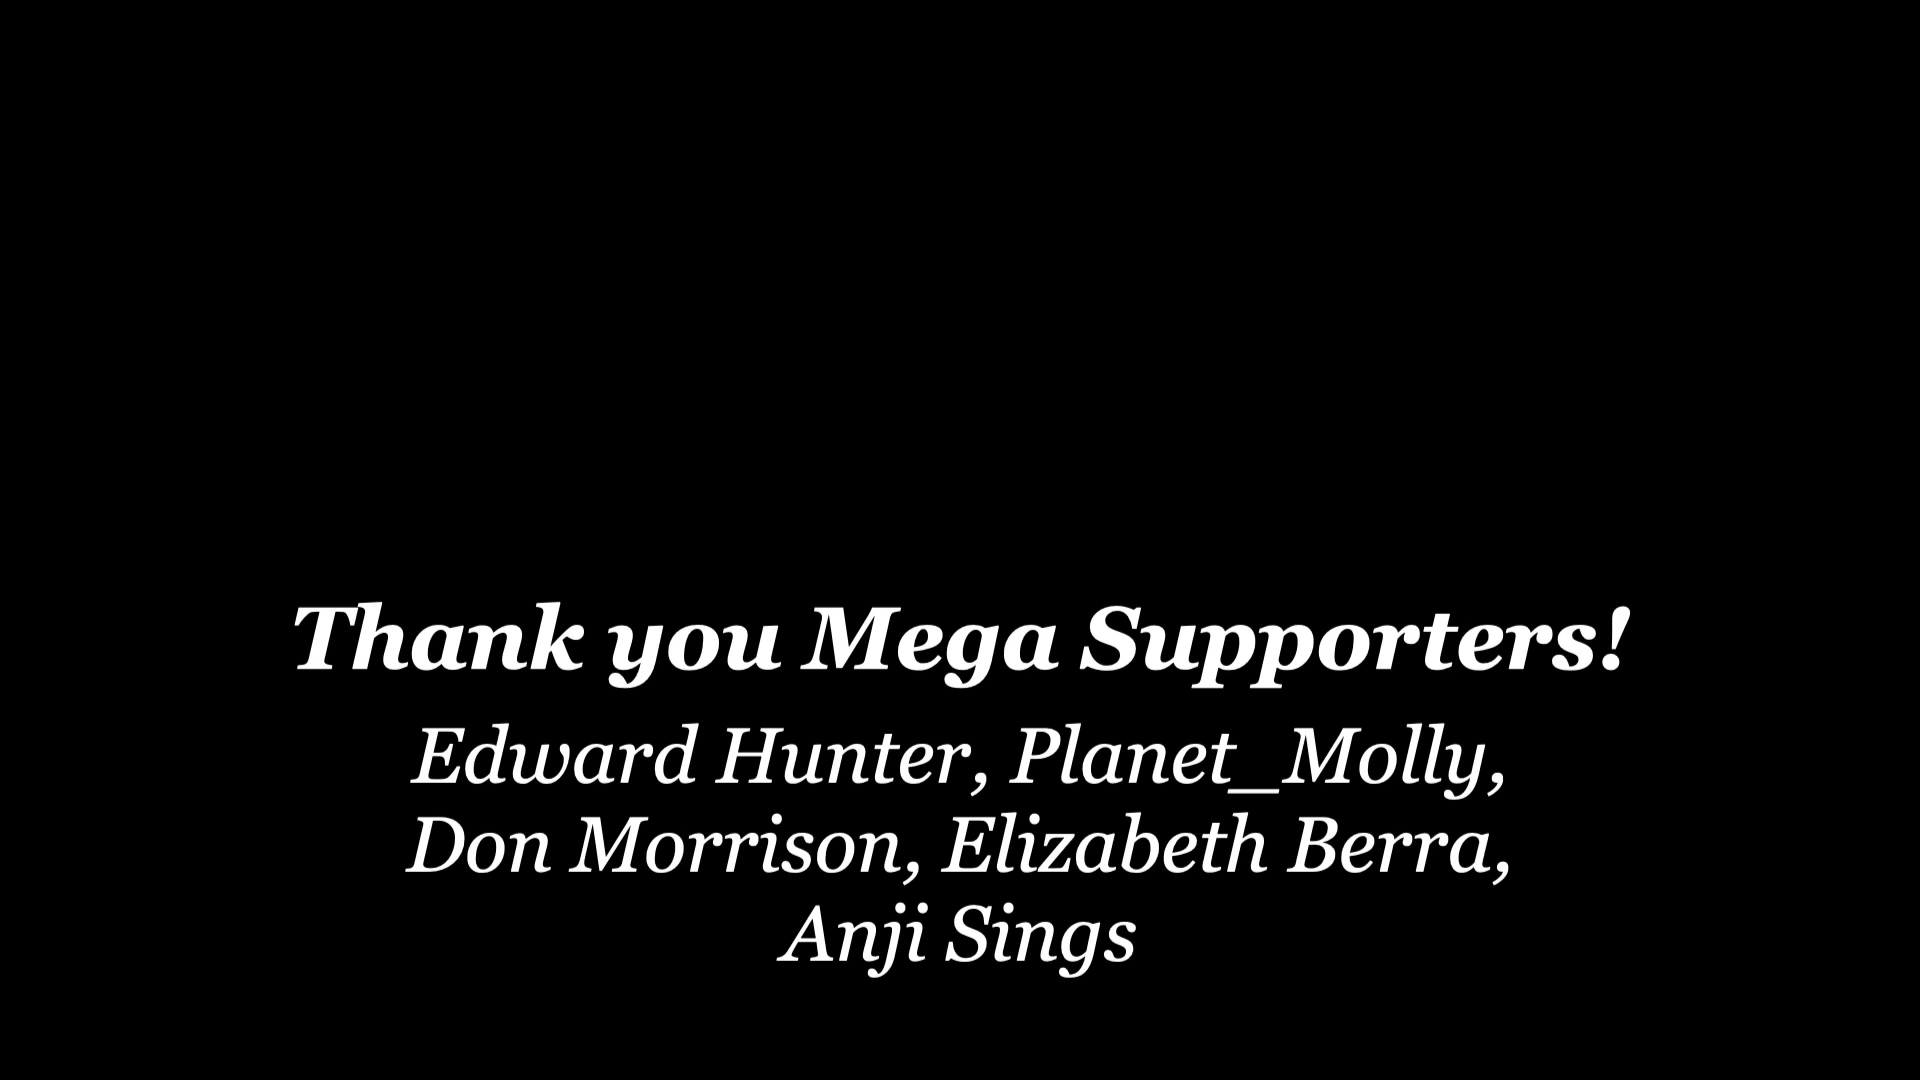 Thank you Mega Supporters!
Edward Hunter, Planet_Molly,
Don Morrison, Elizabeth Berra,
Anji Sings